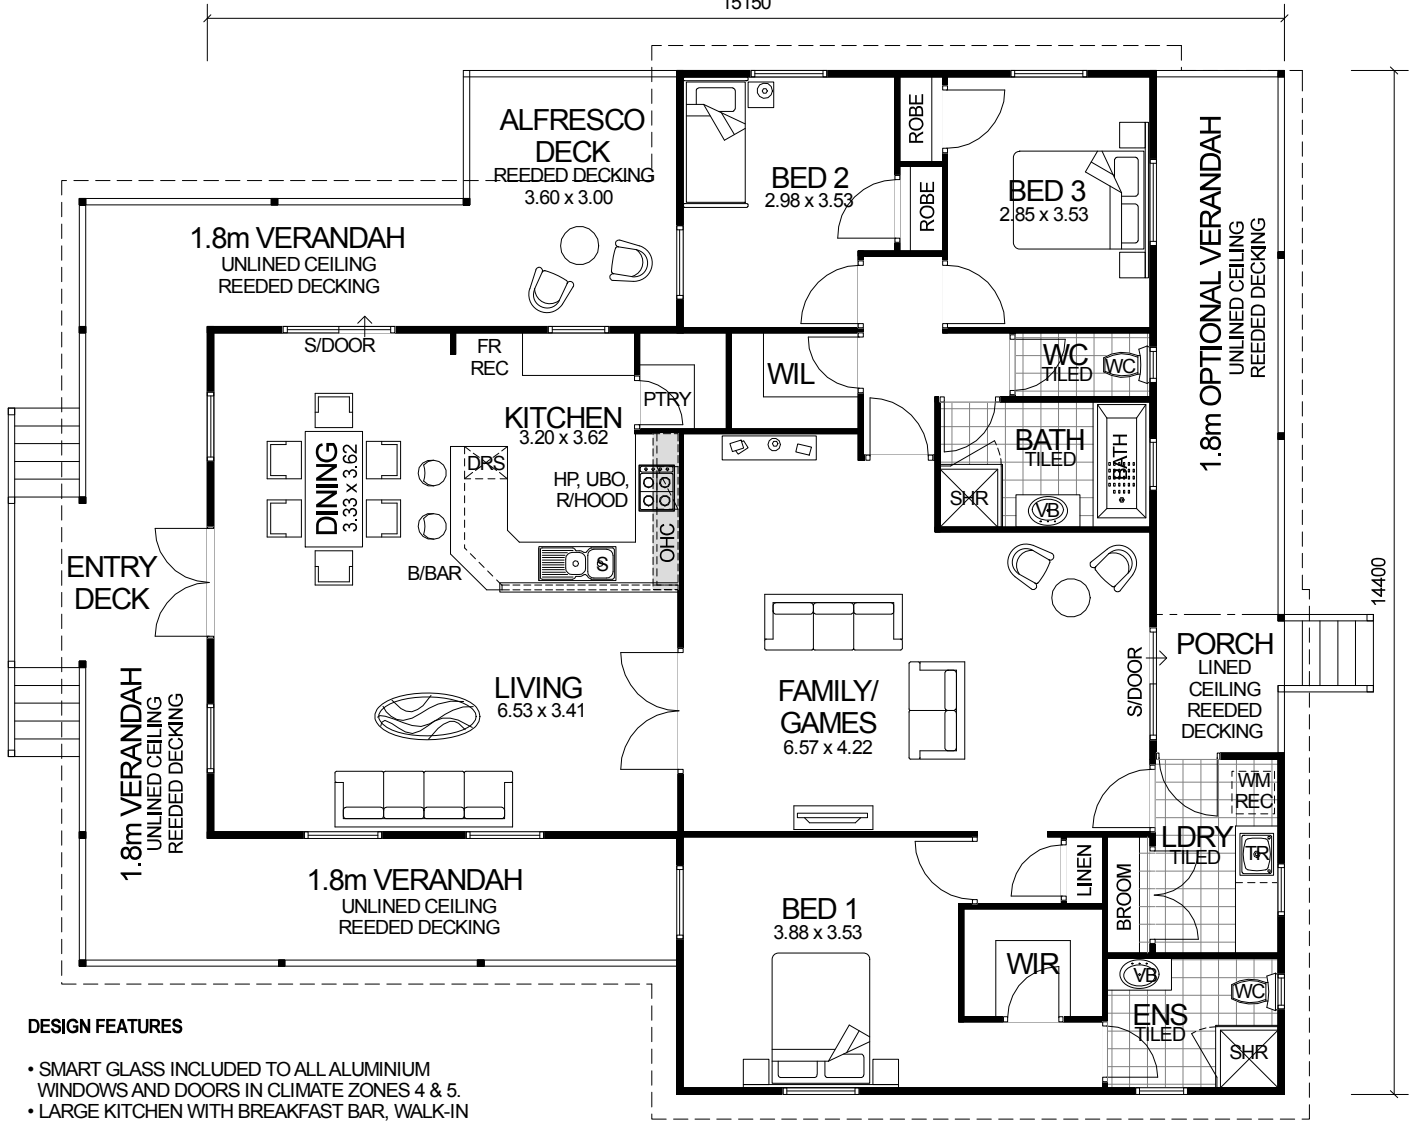 15150
ALFRESCO
DECK
REEDED DECKING
3.60 x 3.00
BED 2
2.98 x 3.53
ROBE
ROBE
BED 3
2.85 x 3.53
1.8m OPTIONAL VERANDAH
UNLINED CEILING
REEDED DECKING
1.8m VERANDAH
UNLINED CEILING
REEDED DECKING
S/DOOR
FR
REC
KITCHEN
3.20 x 3.62
PTRY
WIL
WC
TILED
WC
BATH
TILED
BATH
SHR
VB
DINING
3.33 x 3.62
DRS
HP, UBO,
R/HOOD
OHC
S
B/BAR
ENTRY
DECK
14400
LIVING
6.53 x 3.41
FAMILY/
GAMES
6.57 x 4.22
S/DOOR
PORCH
LINED
CEILING
REEDED
DECKING
1.8m VERANDAH
UNLINED CEILING
REEDED DECKING
WM
REC
LDRY
TILED
TR
LINEN
BROOM
1.8m VERANDAH
UNLINED CEILING
REEDED DECKING
BED 1
3.88 x 3.53
WIR
VB
WC
ENS
TILED
SHR
DESIGN FEATURES
• SMART GLASS INCLUDED TO ALL ALUMINIUM
WINDOWS AND DOORS IN CLIMATE ZONES 4 & 5.
• LARGE KITCHEN WITH BREAKFAST BAR, WALK-IN